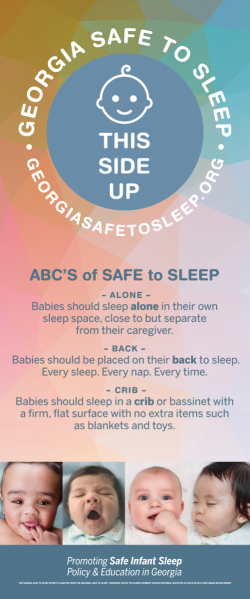 • GEORGIA SAFE TO SLEEP •
GEORGIASAFETOSLEEP.ORG
THIS
SIDE
UP
ABC'S of SAFE to SLEEP
– ALONE –
Babies should sleep alone in their own
sleep space, close to but separate
from their caregiver.
– BACK –
Babies should be placed on their back to sleep.
Every sleep. Every nap. Every time.
– CRIB –
Babies should sleep in a crib or bassinet with
a firm, flat surface with no extra items such
as blankets and toys.
Promoting Safe Infant Sleep
Policy & Education in Georgia